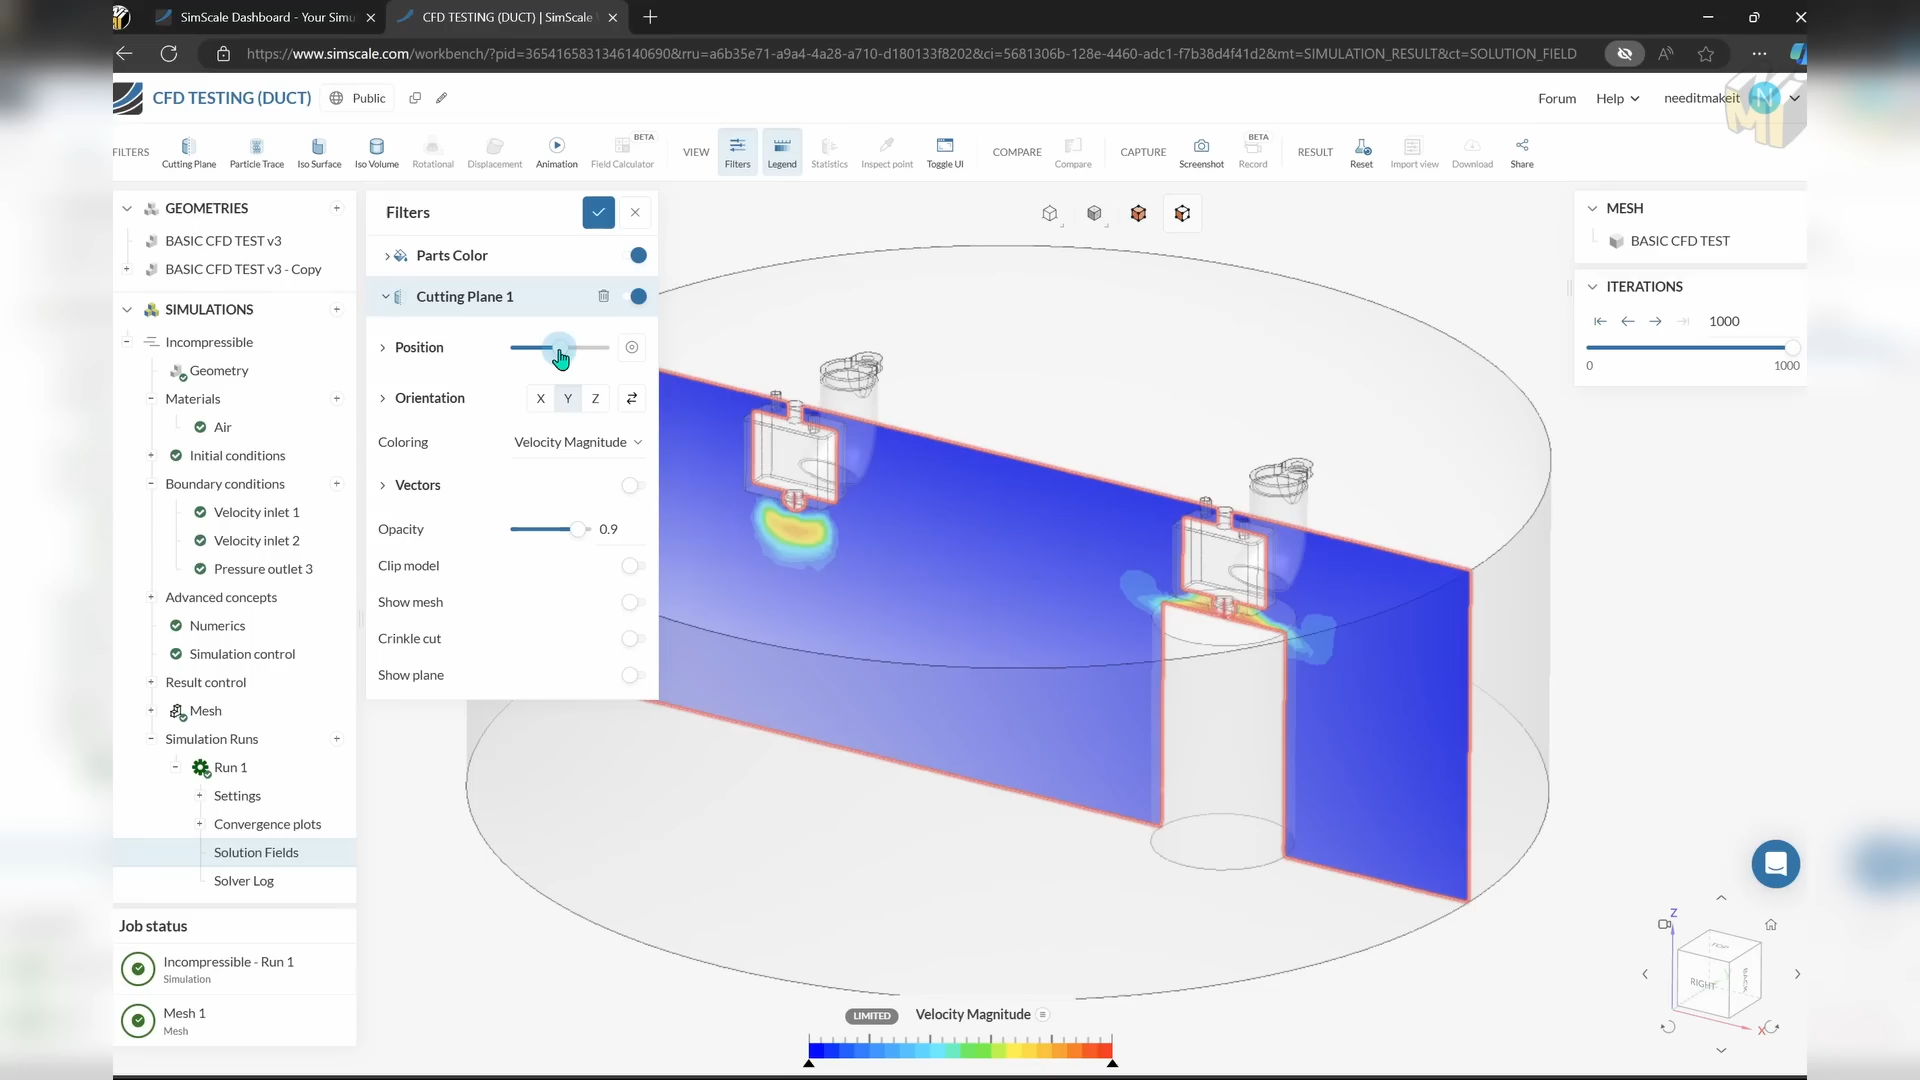 SimScale Dashboard - Your Simu
CFD TESTING (DUCT) | SimScale
https://www.simscale.com/workbench/?pid=3654165831346140690&rru=a6b35e71-a9a4-4a28-a710-d180133f8202&ci=5681306b-128e-4460-adc1-f7b38d4f41d2&mt=SIMULATION_RESULT&ct=SOLUTION_FIELD
CFD TESTING (DUCT)
Public
Forum
Help
needitmakeit
N
MI
FILTERS
Cutting Plane
Particle Trace
Iso Surface
Iso Volume
Rotational
Displacement
Animation
BETA
Field Calculator
VIEW
Filters
Legend
Statistics
Inspect point
Toggle UI
COMPARE
Compare
CAPTURE
Screenshot
BETA
Record
RESULT
Reset
Import view
Download
Share
GEOMETRIES
BASIC CFD TEST v3
BASIC CFD TEST v3 - Copy
SIMULATIONS
Incompressible
Geometry
Materials
Air
Initial conditions
Boundary conditions
Velocity inlet 1
Velocity inlet 2
Pressure outlet 3
Advanced concepts
Numerics
Simulation control
Result control
Mesh
Simulation Runs
Run 1
Settings
Convergence plots
Solution Fields
Solver Log
Job status
Incompressible - Run 1
Simulation
Mesh 1
Mesh
Filters
Parts Color
Cutting Plane 1
Position
Orientation
X Y Z
Coloring
Velocity Magnitude
Vectors
Opacity
0.9
Clip model
Show mesh
Crinkle cut
Show plane
MESH
BASIC CFD TEST
ITERATIONS
1000
0
1000
LIMITED
Velocity Magnitude
Z
TOP
RIGHT
BACK
X